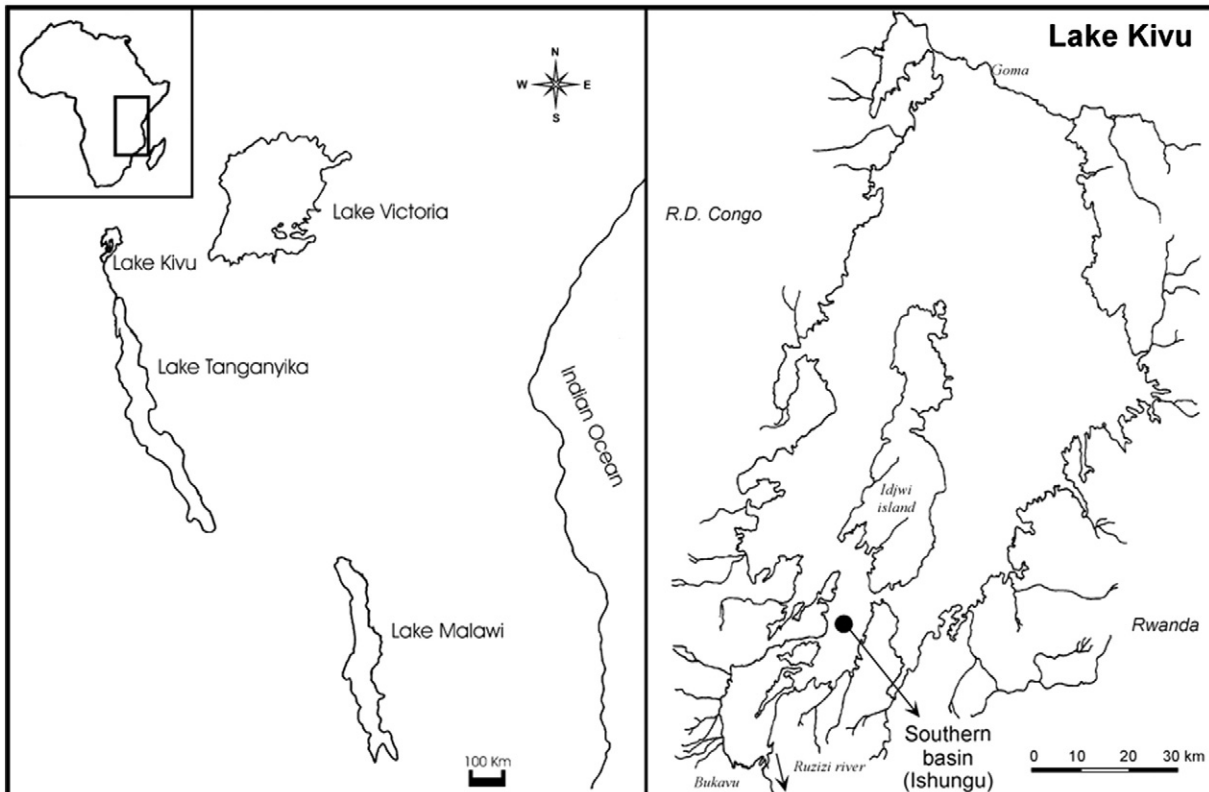 N
W E
S
Lake Victoria
Lake Kivu
Lake Tanganyika
Indian Ocean
Lake Malawi
100 Km
Lake Kivu
Goma
R.D. Congo
Idjwi
island
Rwanda
Southern
basin
(Ishungu)
Ruzizi river
Bukavu
0 10 20 30 km